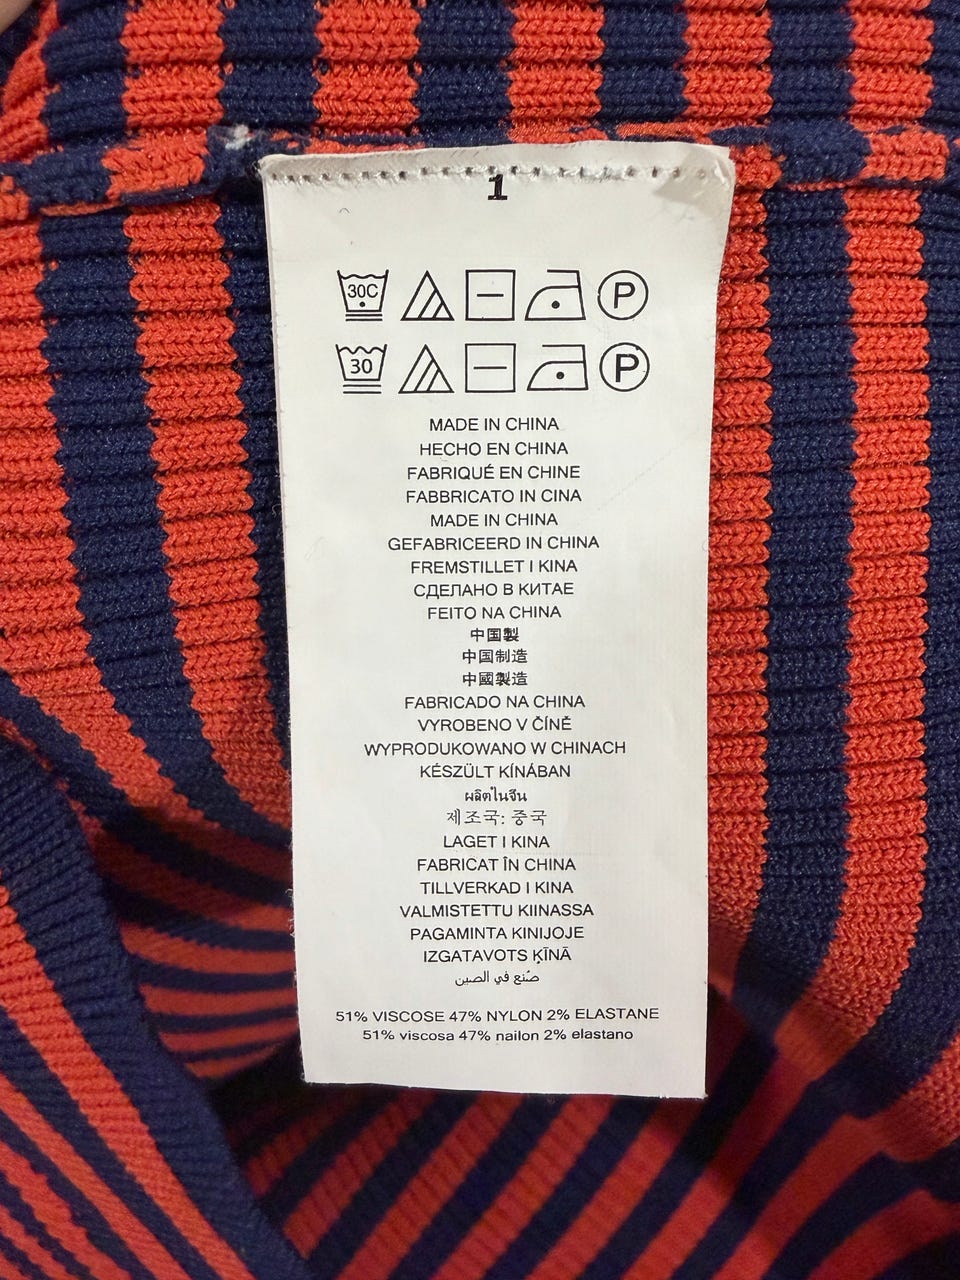 1
30C P
30 P
MADE IN CHINA
HECHO EN CHINA
FABRIQUÉ EN CHINE
FABBRICATO IN CINA
MADE IN CHINA
GEFABRICEERD IN CHINA
FREMSTILLET I KINA
СДЕЛАНО В КИТАЕ
FEITO NA CHINA
中国製
中国制造
中國製造
FABRICADO NA CHINA
VYROBENO V ČÍNĚ
WYPRODUKOWANO W CHINACH
KÉSZÜLT KÍNÁBAN
ผลิตในจีน
제조국: 중국
LAGET I KINA
FABRICAT ÎN CHINA
TILLVERKAD I KINA
VALMISTETTU KIINASSA
PAGAMINTA KINIJOJE
IZGATAVOTS ĶĪNĀ
صُنع في الصين
51% VISCOSE 47% NYLON 2% ELASTANE
51% viscosa 47% nailon 2% elastano